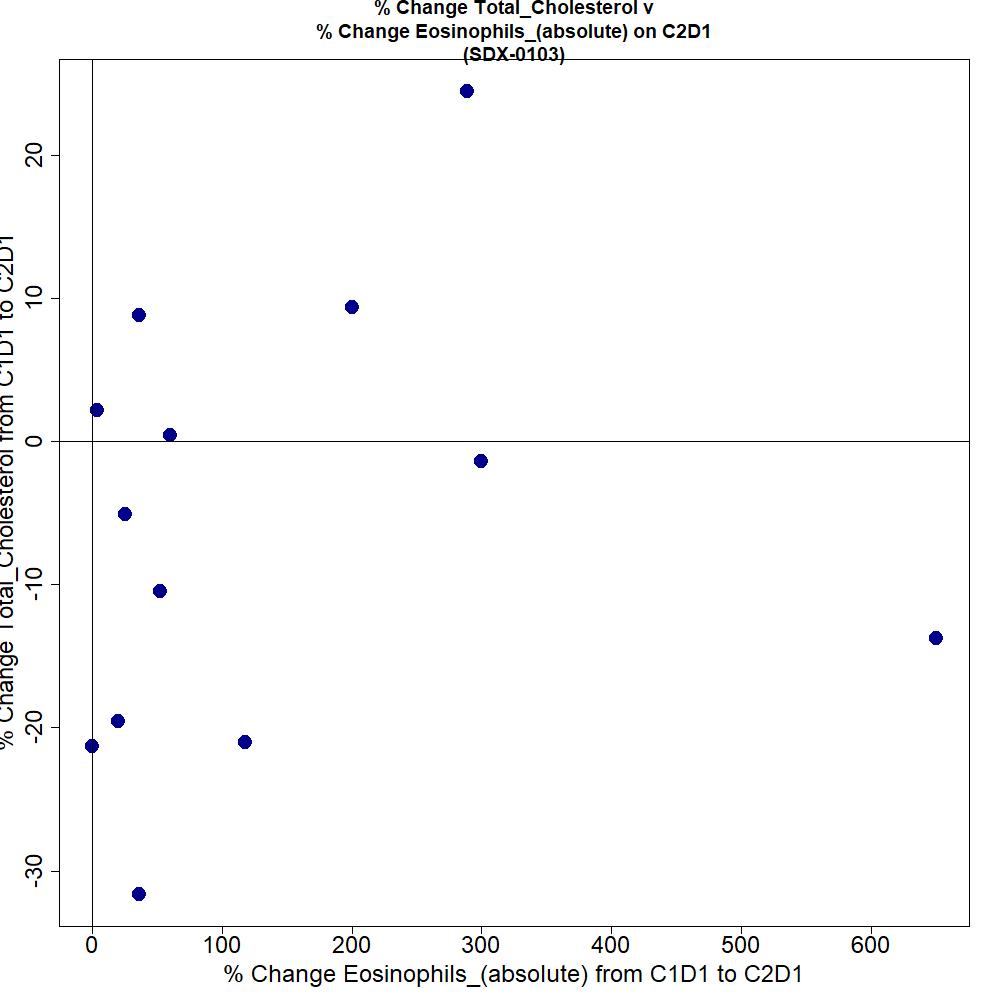 % Change Total_Cholesterol v
% Change Eosinophils_(absolute) on C2D1
(SDX-0103)
% Change Total_Cholesterol from C1D1 to C2D1
20
10
0
-10
-20
-30
0 100 200 300 400 500 600
% Change Eosinophils_(absolute) from C1D1 to C2D1